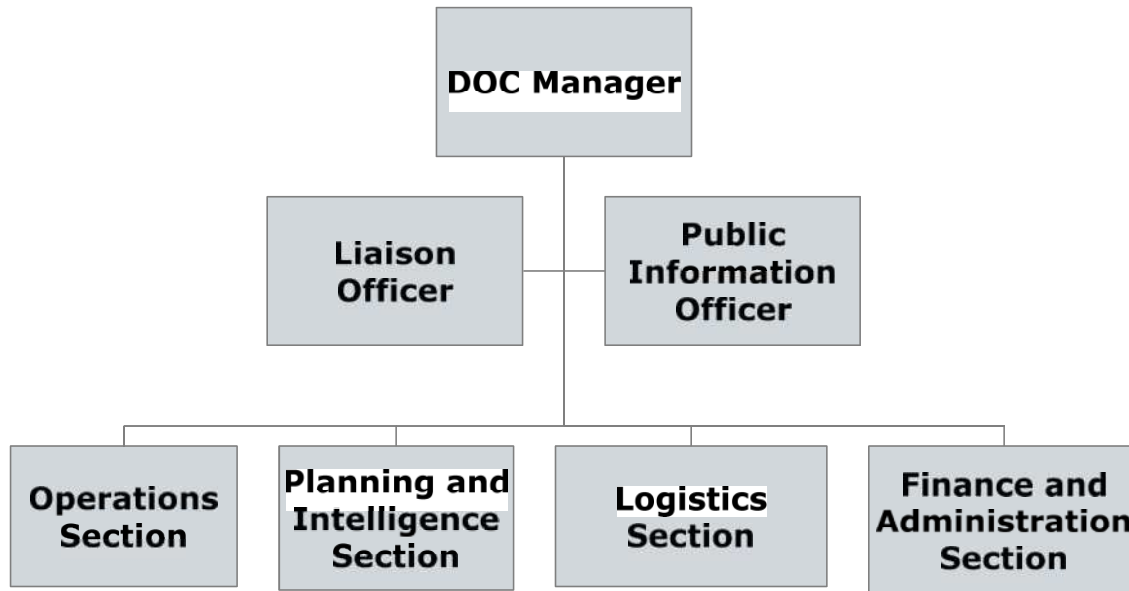 DOC Manager
Liaison
Officer
Public
Information
Officer
Operations
Section
Planning and
Intelligence
Section
Logistics
Section
Finance and
Administration
Section